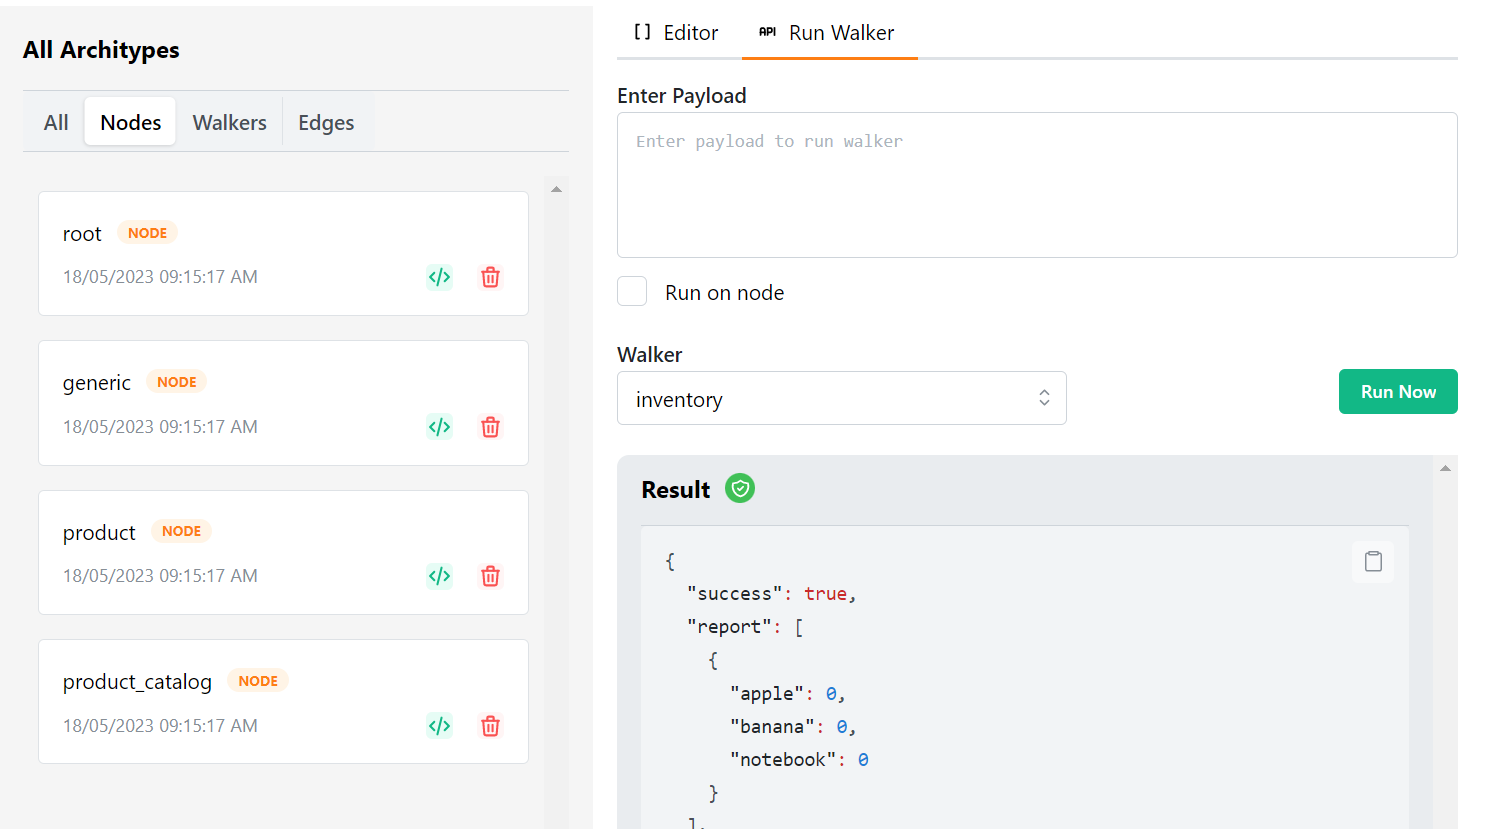 All Architypes
All Nodes Walkers Edges
root NODE
18/05/2023 09:15:17 AM
generic NODE
18/05/2023 09:15:17 AM
product NODE
18/05/2023 09:15:17 AM
product_catalog NODE
18/05/2023 09:15:17 AM
[] Editor API Run Walker
Enter Payload
Enter payload to run walker
Run on node
Walker
inventory
Run Now
Result
{
"success": true,
"report": [
{
"apple": 0,
"banana": 0,
"notebook": 0
}
],